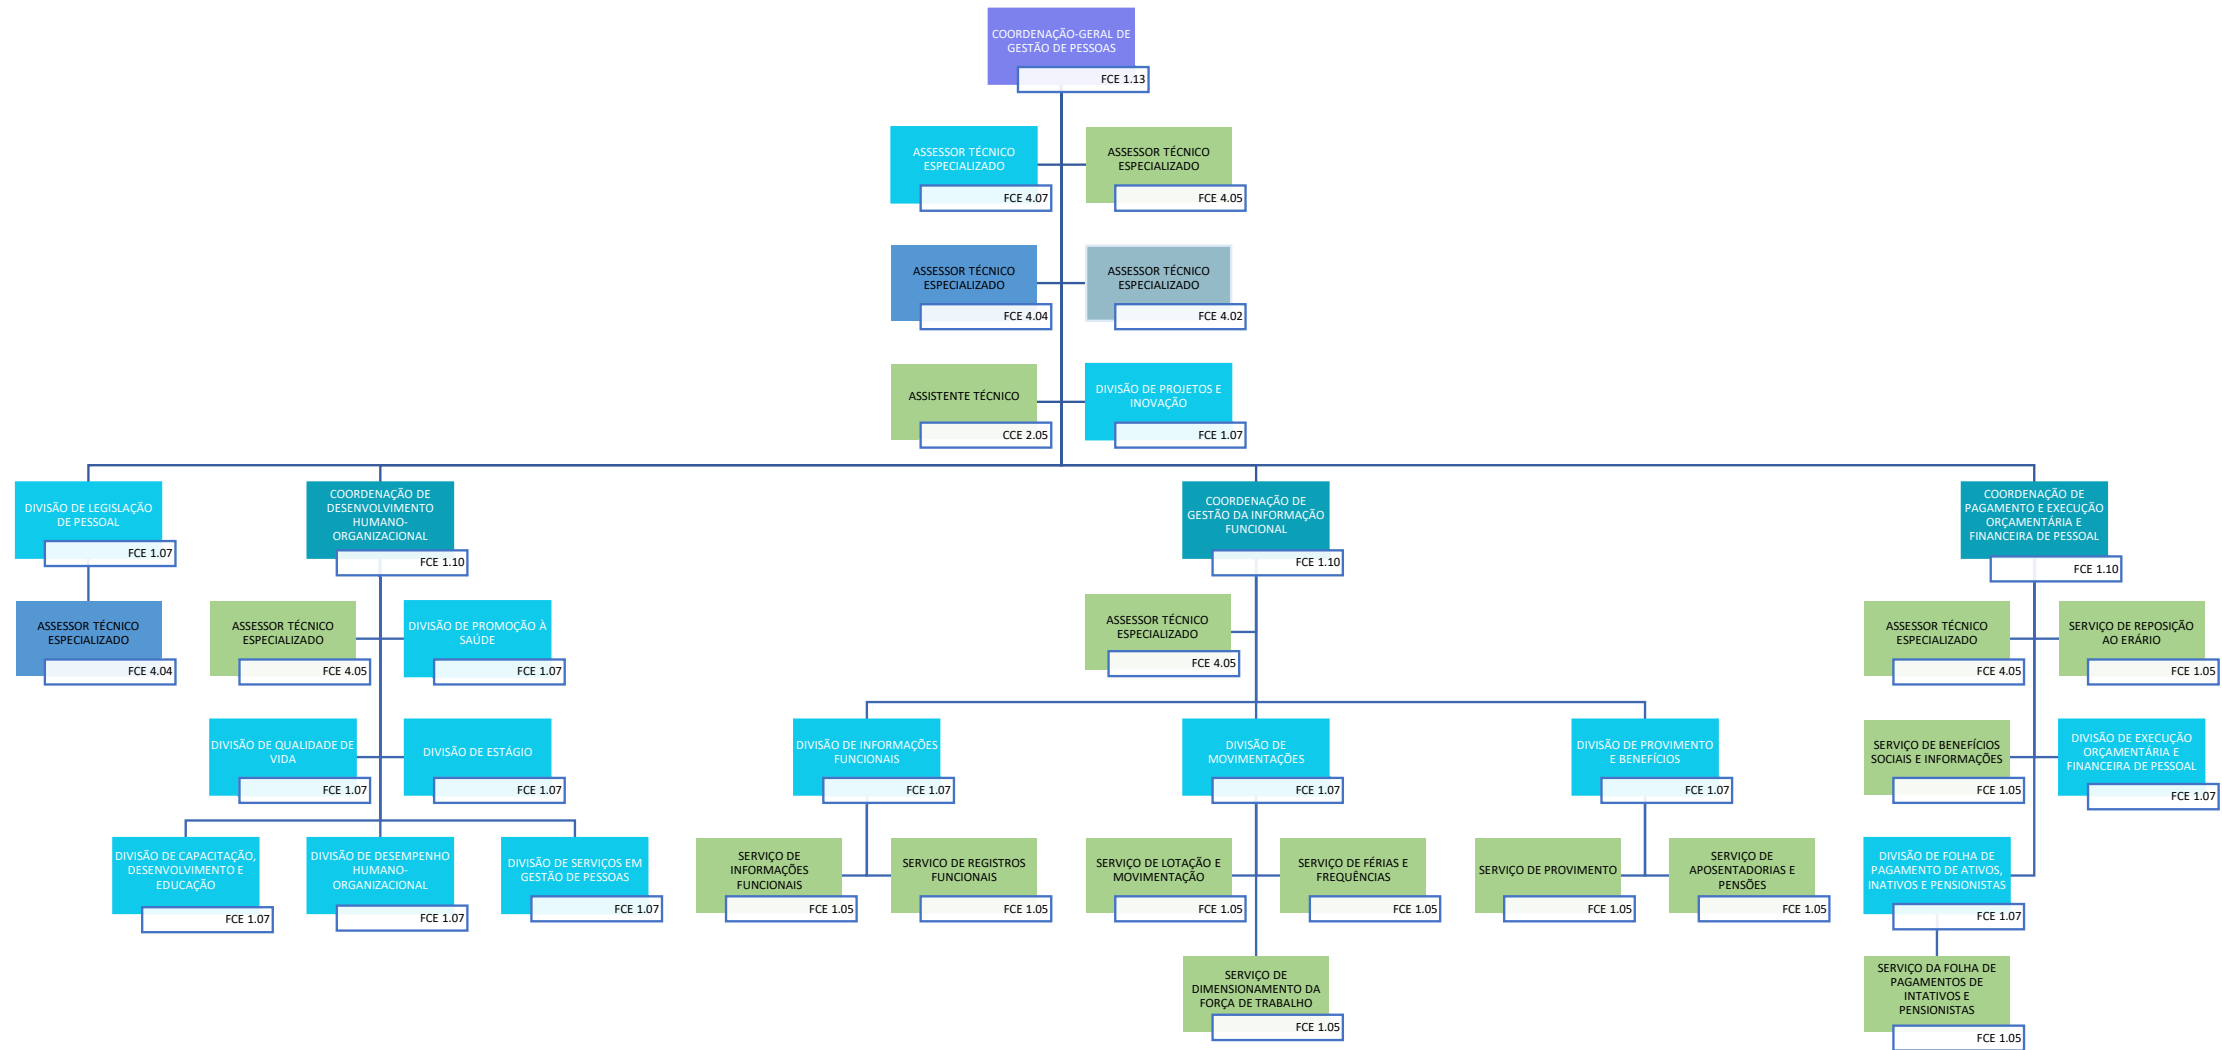 COORDENAÇÃO-GERAL DE
GESTÃO DE PESSOAS
FCE 1.13
ASSESSOR TÉCNICO
ESPECIALIZADO
FCE 4.07
ASSESSOR TÉCNICO
ESPECIALIZADO
FCE 4.05
ASSESSOR TÉCNICO
ESPECIALIZADO
FCE 4.04
ASSESSOR TÉCNICO
ESPECIALIZADO
FCE 4.02
ASSISTENTE TÉCNICO
CCE 2.05
DIVISÃO DE PROJETOS E
INOVAÇÃO
FCE 1.07
DIVISÃO DE LEGISLAÇÃO
DE PESSOAL
FCE 1.07
ASSESSOR TÉCNICO
ESPECIALIZADO
FCE 4.04
COORDENAÇÃO DE
DESENVOLVIMENTO
HUMANO-
ORGANIZACIONAL
FCE 1.10
ASSESSOR TÉCNICO
ESPECIALIZADO
FCE 4.05
DIVISÃO DE PROMOÇÃO À
SAÚDE
FCE 1.07
DIVISÃO DE QUALIDADE DE
VIDA
FCE 1.07
DIVISÃO DE ESTÁGIO
FCE 1.07
DIVISÃO DE CAPACITAÇÃO,
DESENVOLVIMENTO E
EDUCAÇÃO
FCE 1.07
DIVISÃO DE DESEMPENHO
HUMANO-
ORGANIZACIONAL
FCE 1.07
DIVISÃO DE SERVIÇOS EM
GESTÃO DE PESSOAS
FCE 1.07
COORDENAÇÃO DE
GESTÃO DA INFORMAÇÃO
FUNCIONAL
FCE 1.10
ASSESSOR TÉCNICO
ESPECIALIZADO
FCE 4.05
DIVISÃO DE INFORMAÇÕES
FUNCIONAIS
FCE 1.07
SERVIÇO DE
INFORMAÇÕES
FUNCIONAIS
FCE 1.05
SERVICO DE REGISTROS
FUNCIONAIS
FCE 1.05
DIVISÃO DE
MOVIMENTAÇÕES
FCE 1.07
SERVIÇO DE LOTAÇÃO E
MOVIMENTAÇÃO
FCE 1.05
SERVIÇO DE FÉRIAS E
FREQUÊNCIAS
FCE 1.05
SERVIÇO DE
DIMENSIONAMENTO DA
FORÇA DE TRABALHO
FCE 1.05
DIVISÃO DE PROVIMENTO
E BENEFÍCIOS
FCE 1.07
SERVIÇO DE PROVIMENTO
FCE 1.05
SERVIÇO DE
APOSENTADORIAS E
PENSÕES
FCE 1.05
COORDENAÇÃO DE
PAGAMENTO E EXECUÇÃO
ORÇAMENTÁRIA E
FINANCEIRA DE PESSOAL
FCE 1.10
ASSESSOR TÉCNICO
ESPECIALIZADO
FCE 4.05
SERVIÇO DE REPOSIÇÃO
AO ERÁRIO
FCE 1.05
SERVIÇO DE BENEFÍCIOS
SOCIAIS E INFORMAÇÕES
FCE 1.05
DIVISÃO DE EXECUÇÃO
ORÇAMENTÁRIA E
FINANCEIRA DE PESSOAL
FCE 1.07
DIVISÃO DE FOLHA DE
PAGAMENTO DE ATIVOS,
INATIVOS E PENSIONISTAS
FCE 1.07
SERVIÇO DA FOLHA DE
PAGAMENTOS DE
INTATIVOS E
PENSIONISTAS
FCE 1.05